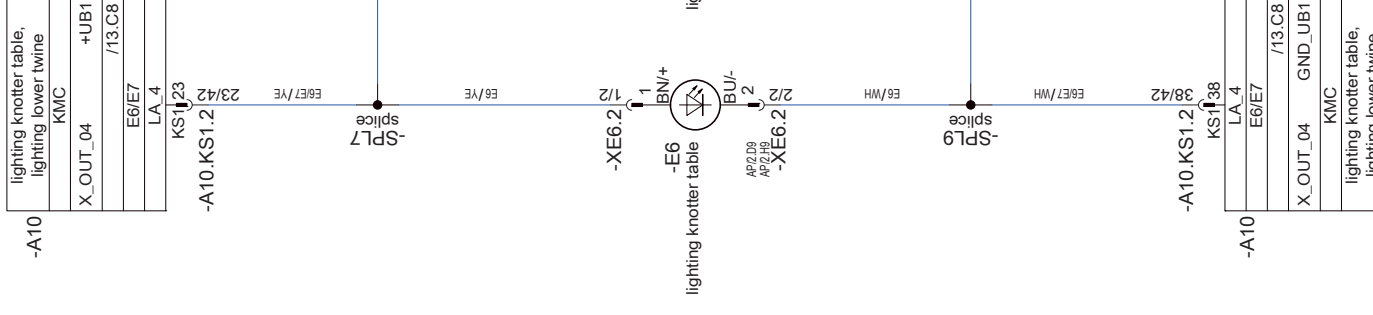 lighting knotter table,
lighting lower twine
KMC
X_OUT_04 +UB1
/13.C8
E6/E7
LA_4
-A10
KS1 23
-A10.KS1.2
23/42
E6/E7/YE
-SPL7
splice
E6/YE
-XE6.2
1/2
1
BN/+
-E6
lighting knotter table
BU/-
2
2/2
-XE6.2
AP/2.D9
AP/2.H9
E6/WH
-SPL9
splice
E6/E7/WH
38/42
-A10.KS1.2
KS1 38
LA_4
E6/E7
/13.C8
X_OUT_04 GND_UB1
KMC
lighting knotter table,
lighting lower twine
-A10